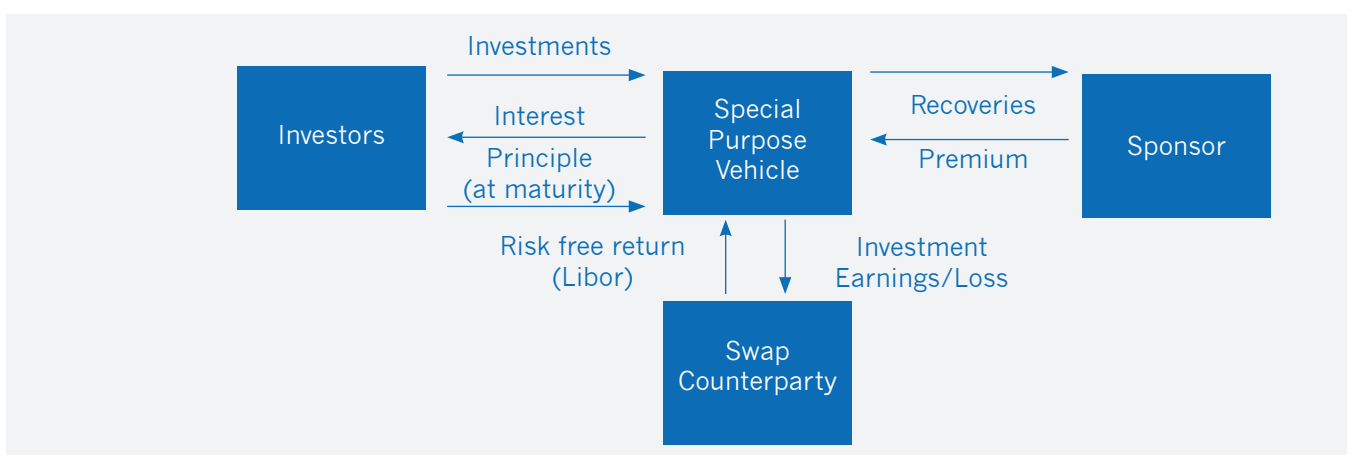 Investments
Investors
Interest
Principle
(at maturity)
Special
Purpose
Vehicle
Recoveries
Premium
Sponsor
Risk free return
(Libor)
Investment
Earnings/Loss
Swap
Counterparty